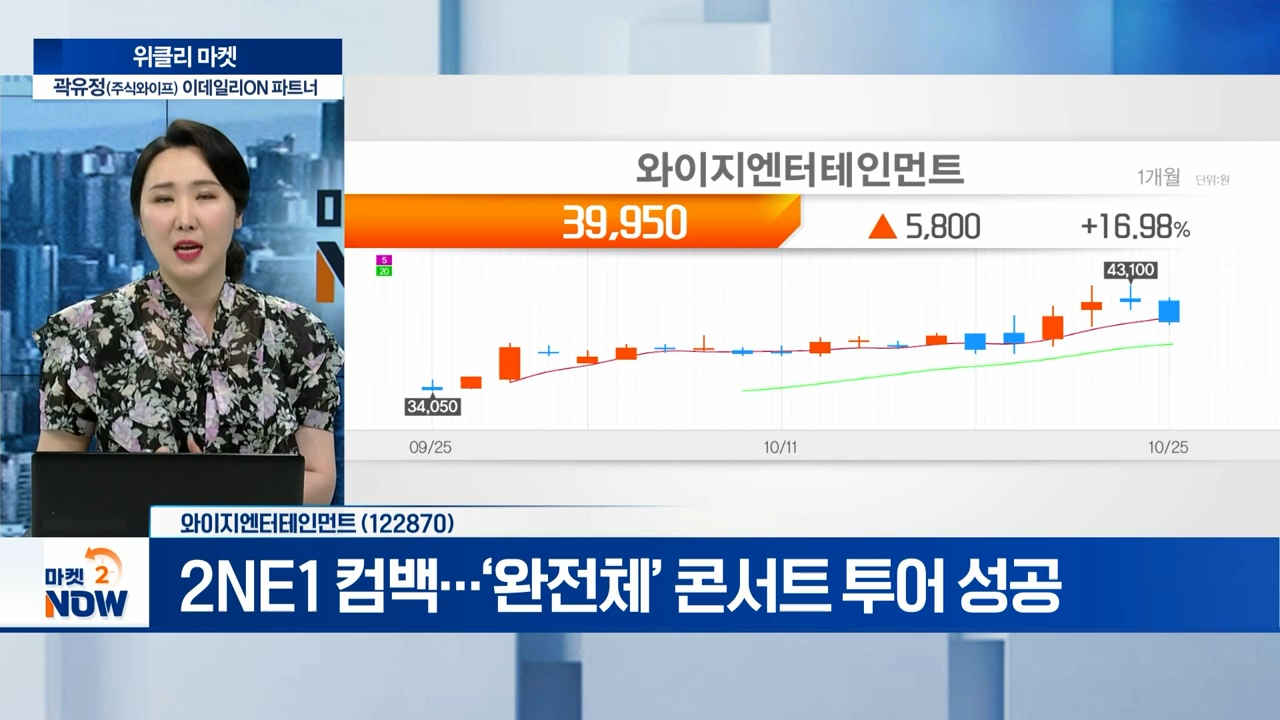 위클리 마켓
곽유정(주식와이프) 이데일리ON 파트너
와이지엔터테인먼트
1개월 단위:원
39,950 ▲ 5,800 +16.98%
5
20
43,100
34,050
09/25 10/11 10/25
와이지엔터테인먼트 (122870)
마켓 2
NOW
2NE1 컴백…‘완전체’ 콘서트 투어 성공